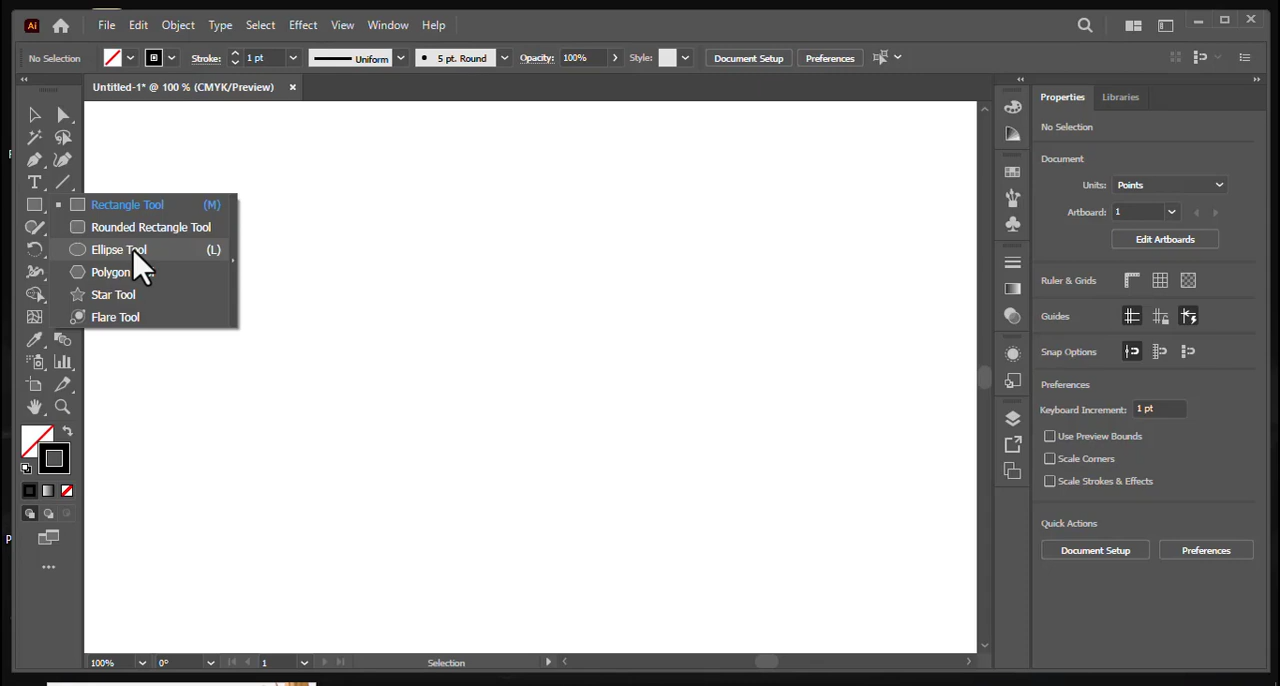 Ai File Edit Object Type Select Effect View Window Help
No Selection Stroke: 1 pt Uniform 5 pt. Round Opacity: 100% Style: Document Setup Preferences
Untitled-1* @ 100 % (CMYK/Preview) ×
Rectangle Tool (M)
Rounded Rectangle Tool
Ellipse Tool (L)
Polygon
Star Tool
Flare Tool
100% 0° 1 Selection
Properties Libraries
No Selection
Document
Units: Points
Artboard: 1
Edit Artboards
Ruler & Grids
Guides
Snap Options
Preferences
Keyboard Increment: 1 pt
Use Preview Bounds
Scale Corners
Scale Strokes & Effects
Quick Actions
Document Setup Preferences